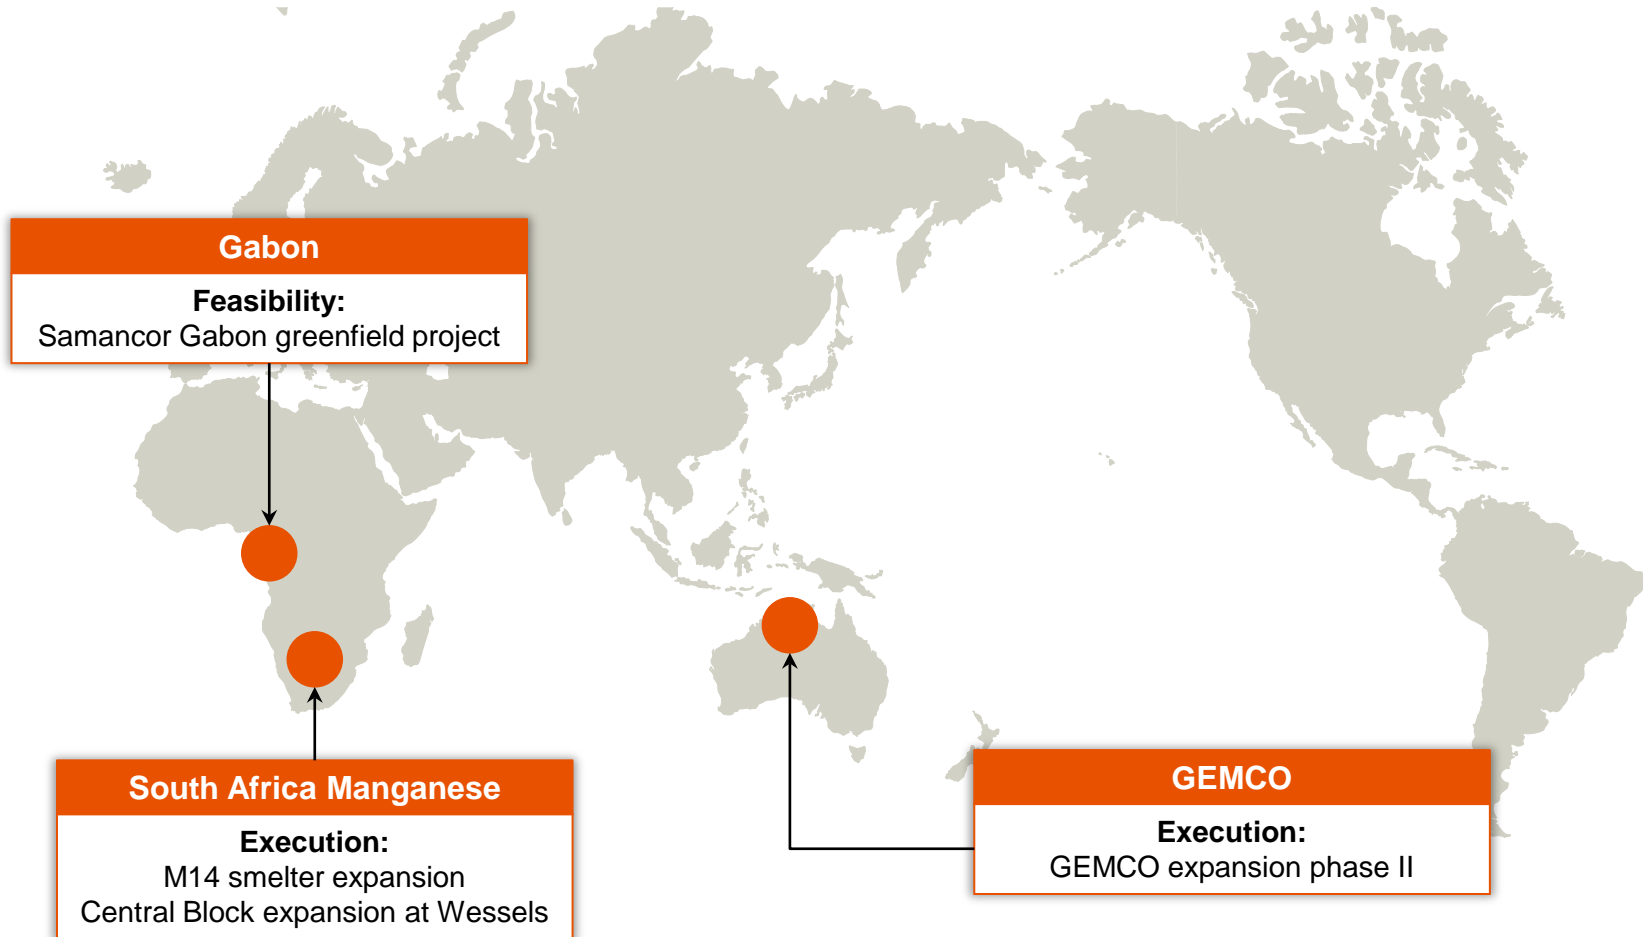 Gabon
Feasibility:
Samancor Gabon greenfield project
South Africa Manganese
Execution:
M14 smelter expansion
Central Block expansion at Wessels
GEMCO
Execution:
GEMCO expansion phase II